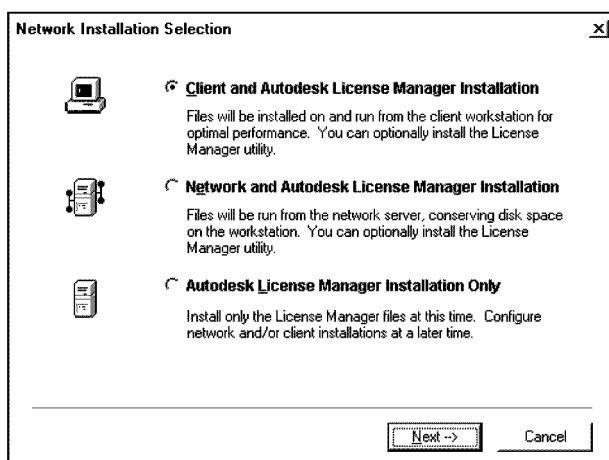 Network Installation Selection
Client and Autodesk License Manager Installation
Files will be installed on and run from the client workstation for
optimal performance. You can optionally install the License
Manager utility.
Network and Autodesk License Manager Installation
Files will be run from the network server, conserving disk space
on the workstation. You can optionally install the License
Manager utility.
Autodesk License Manager Installation Only
Install only the License Manager files at this time. Configure
network and/or client installations at a later time.
Next --> Cancel